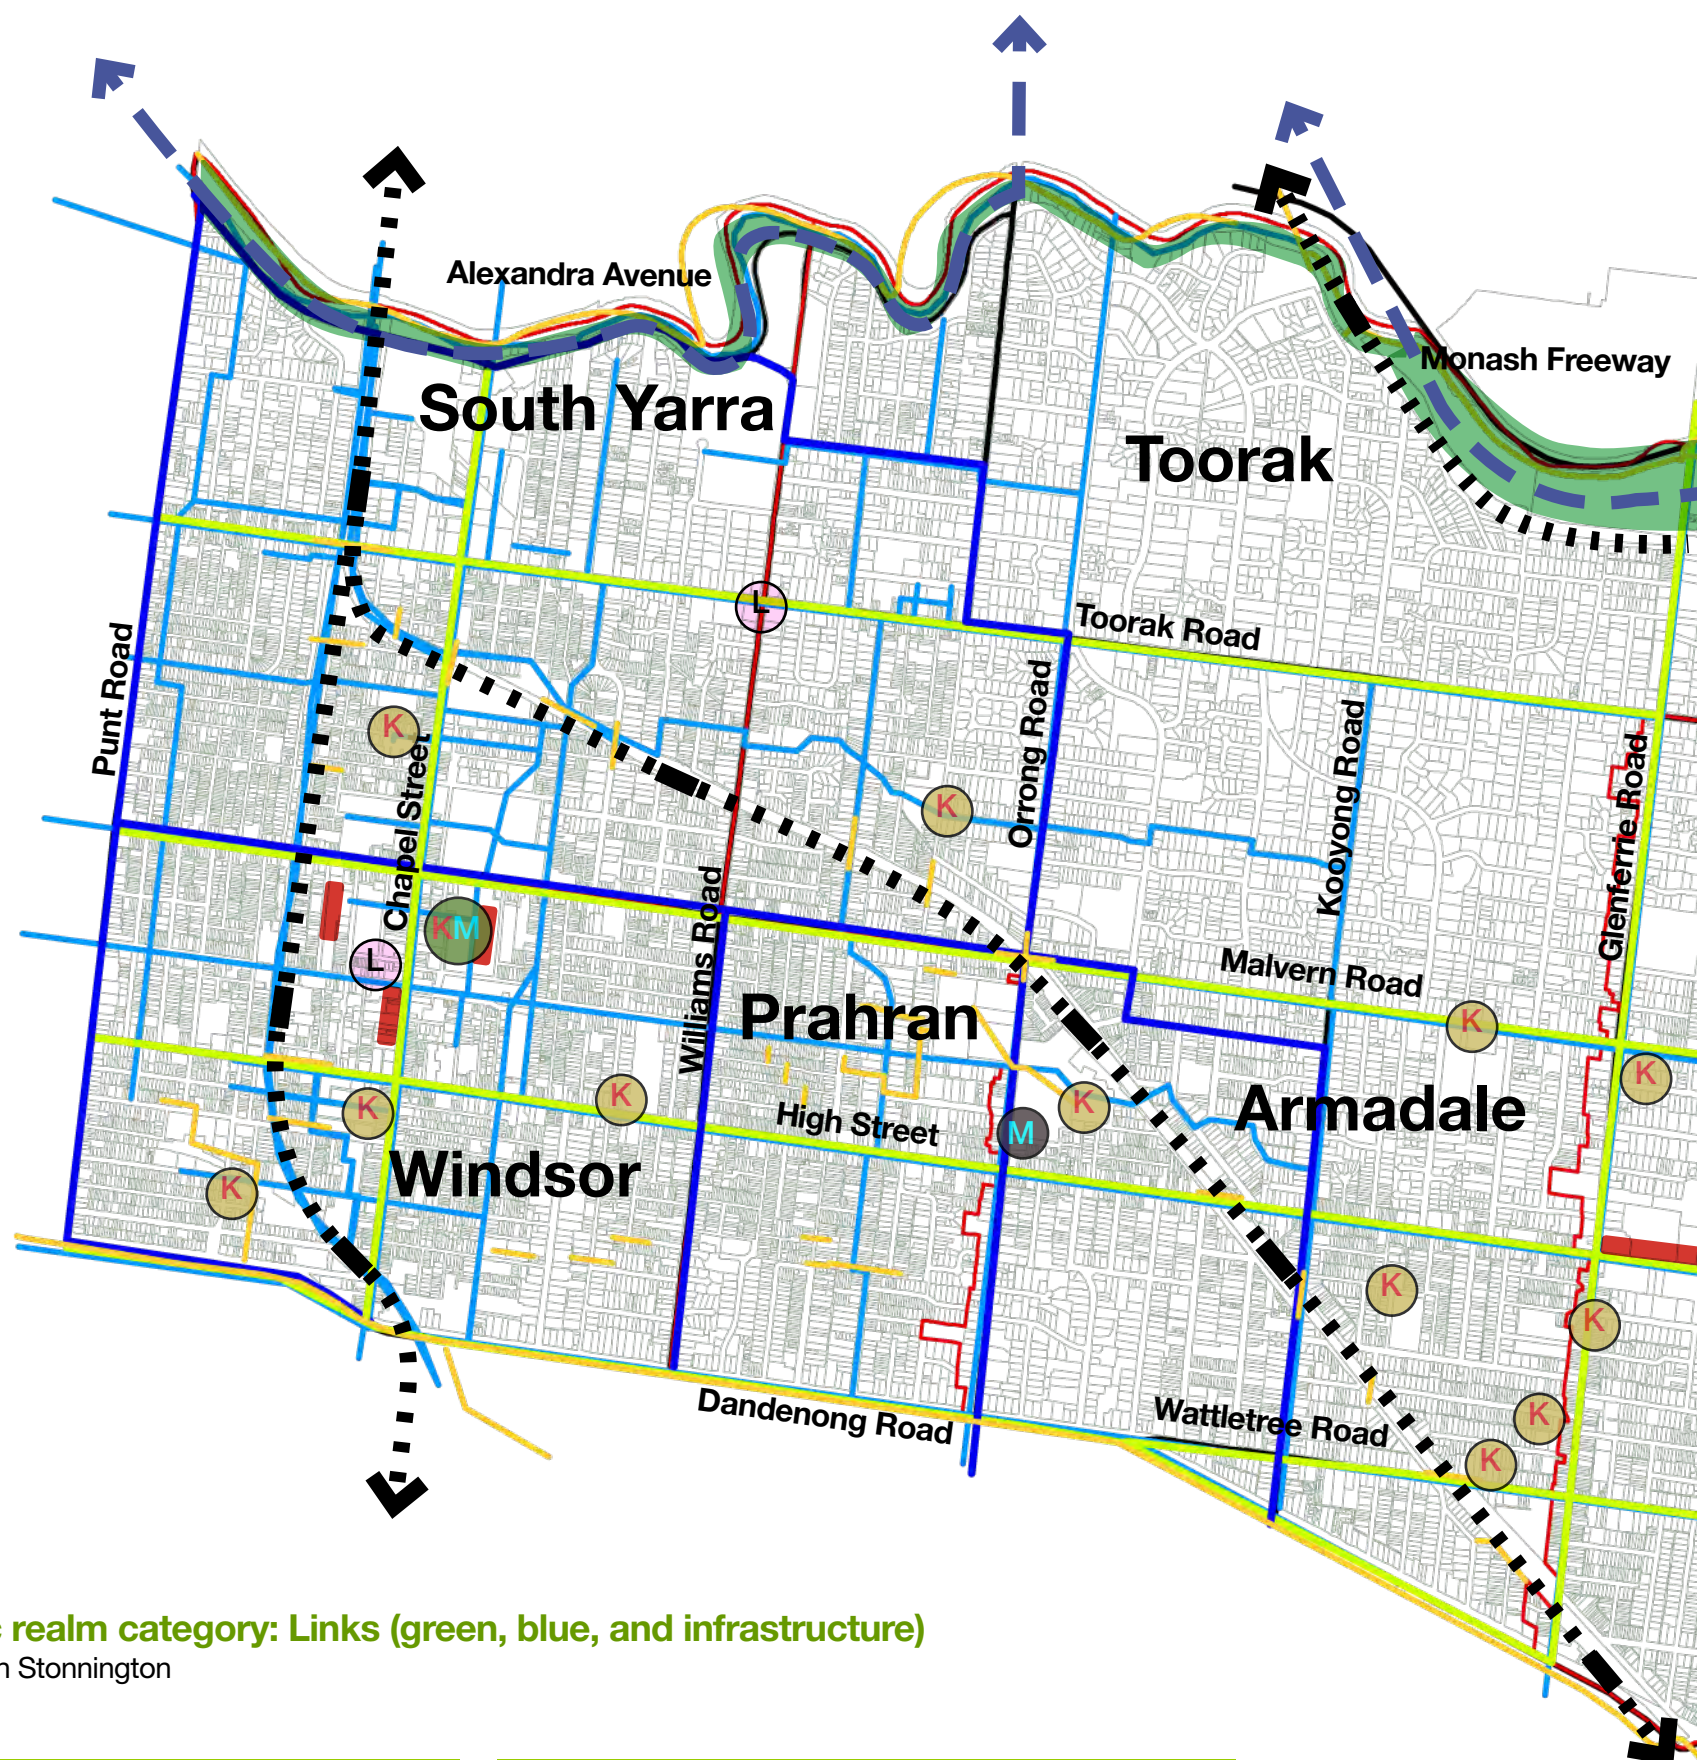 Alexandra Avenue
Monash Freeway
South Yarra
Toorak
L
Toorak Road
Punt Road
Orrong Road
K
Chapel Street
Kooyong Road
Glenferrie Road
K
Williams Road
KM
L
Malvern Road
Prahran
K
K
K
K
K
High Street
M
Armadale
Windsor
K
K
K
Dandenong Road
Wattletree Road
K
K
realm category: Links (green, blue, and infrastructure)
Stonnington